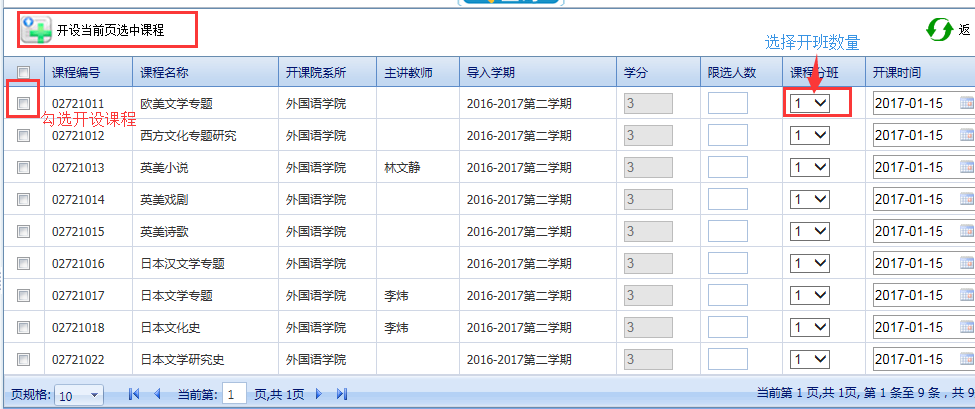 开设当前页选中课程
返
选择开班数量
课程编号 课程名称 开课院系所 主讲教师 导入学期 学分 限选人数 课程分班 开课时间
02721011 欧美文学专题 外国语学院 2016-2017第二学期 3 1 2017-01-15
勾选开设课程
02721012 西方文化专题研究 外国语学院 2016-2017第二学期 3 1 2017-01-15
02721013 英美小说 外国语学院 林文静 2016-2017第二学期 3 1 2017-01-15
02721014 英美戏剧 外国语学院 2016-2017第二学期 3 1 2017-01-15
02721015 英美诗歌 外国语学院 2016-2017第二学期 3 1 2017-01-15
02721016 日本汉文学专题 外国语学院 2016-2017第二学期 3 1 2017-01-15
02721017 日本文学专题 外国语学院 李炜 2016-2017第二学期 3 1 2017-01-15
02721018 日本文化史 外国语学院 李炜 2016-2017第二学期 3 1 2017-01-15
02721022 日本文学研究史 外国语学院 2016-2017第二学期 3 1 2017-01-15
页规格: 10 当前第: 1 页,共 1页 当前第 1 页,共 1页, 第 1 条至 9 条，共 9